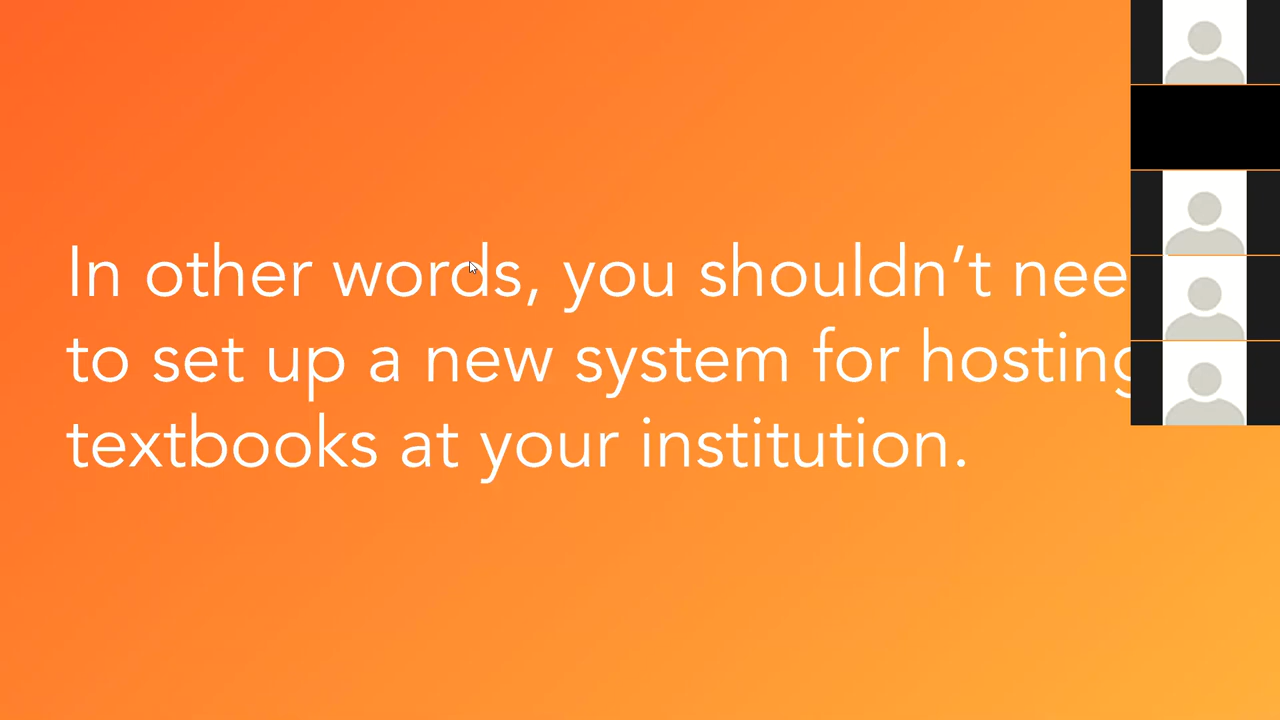 In other words, you shouldn’t nee
to set up a new system for hosting
textbooks at your institution.